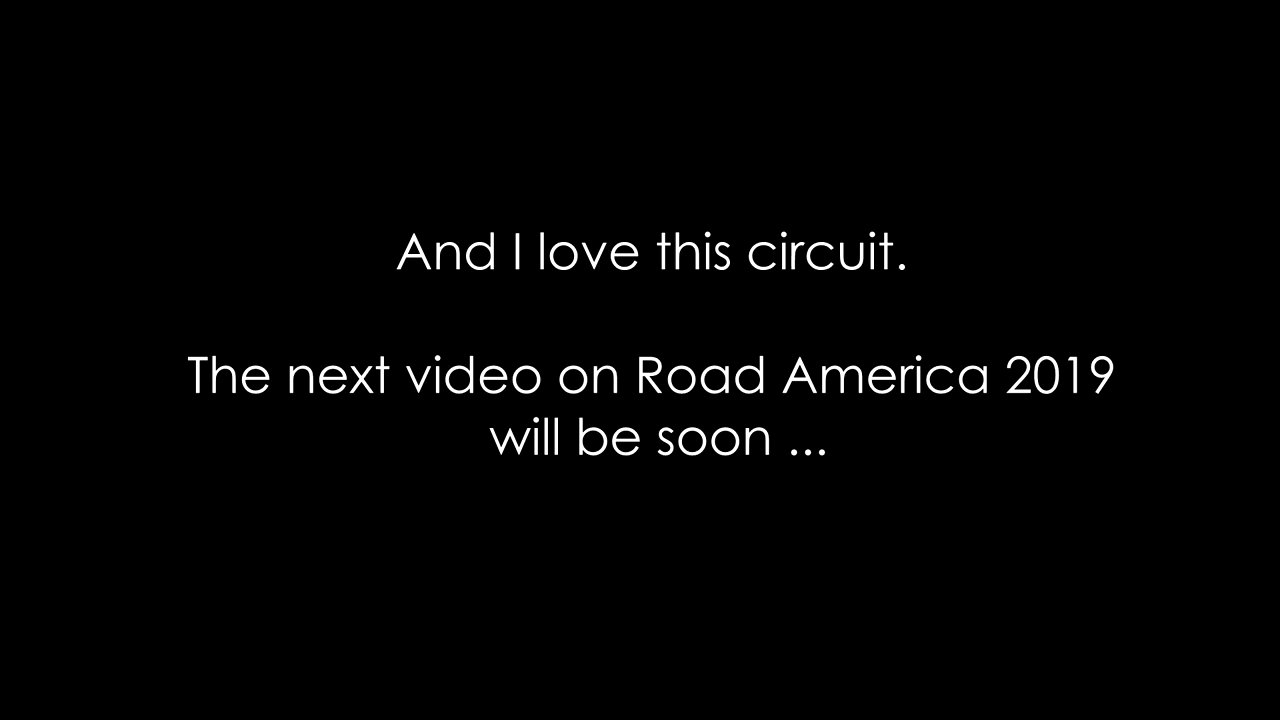 And I love this circuit.
The next video on Road America 2019
will be soon ...